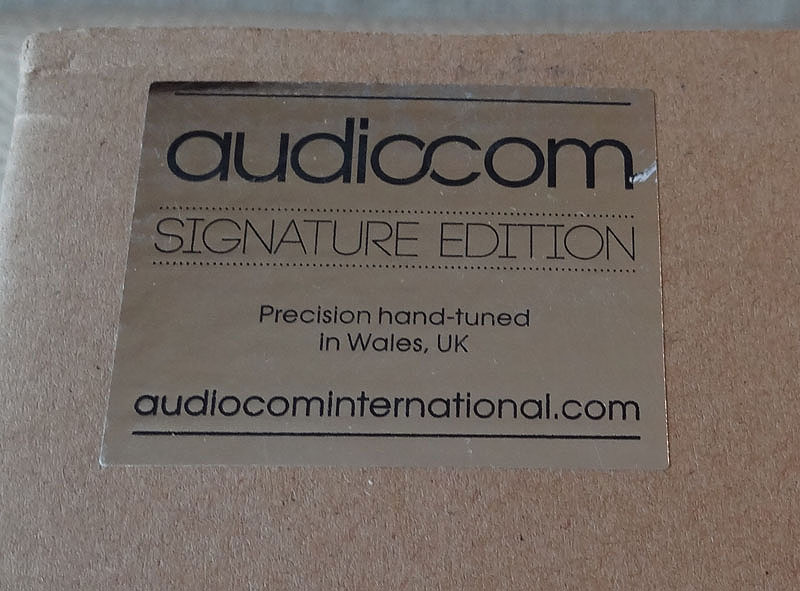 audiocom
SIGNATURE EDITION
Precision hand-tuned
in Wales, UK
audiocominternational.com